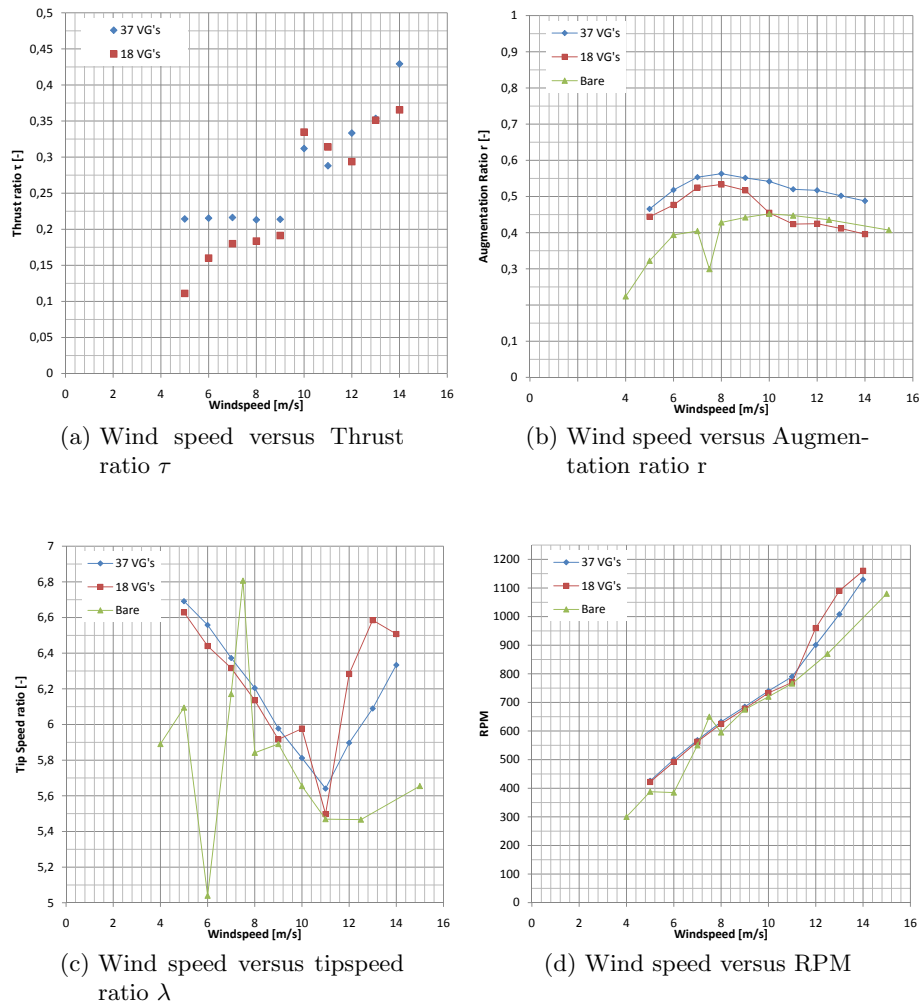 0,5
0,45
0,4
0,35
0,3
0,25
0,2
0,15
0,1
0,05
0
Thrust ratio τ [-]
37 VG's
18 VG's
0 2 4 6 8 10 12 14 16
Windspeed [m/s]
(a) Wind speed versus Thrust
ratio τ
1
0,9
0,8
0,7
0,6
0,5
0,4
0,3
0,1
0
Augmentation Ratio r [-]
37 VG's
18 VG's
Bare
0 4 6 8 10 12 14 16
Windspeed [m/s]
(b) Wind speed versus Augmen-
tation ratio r
7
6,8
6,6
6,4
6,2
6
5,8
5,6
5,4
5,2
5
Tip Speed ratio [-]
37 VG's
18 VG's
Bare
0 2 4 6 8 10 12 14 16
Windspeed [m/s]
(c) Wind speed versus tipspeed
ratio λ
1200
1100
1000
900
800
700
600
500
400
300
200
100
0
RPM
37 VG's
18 VG's
Bare
0 2 4 6 8 10 12 14 16
Windspeed [m/s]
(d) Wind speed versus RPM